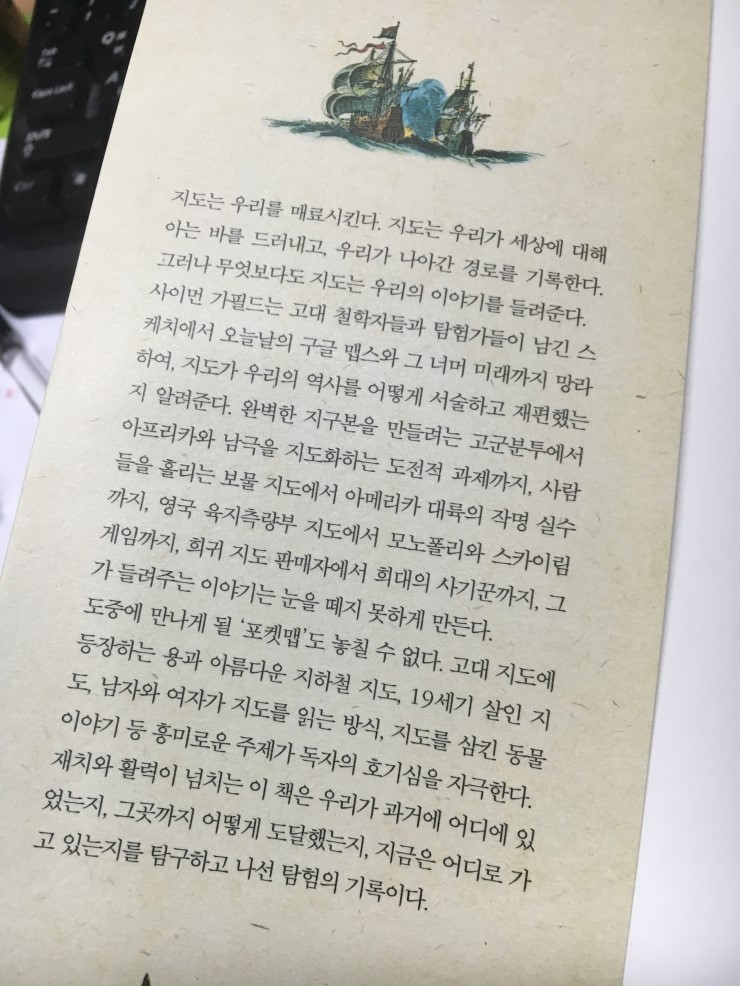 지도는 우리를 매료시킨다. 지도는 우리가 세상에 대해
아는 바를 드러내고, 우리가 나아간 경로를 기록한다.
그러나 무엇보다도 지도는 우리의 이야기를 들려준다.
사이먼 가필드는 고대 철학자들과 탐험가들이 남긴 스
케치에서 오늘날의 구글 맵스와 그 너머 미래까지 망라
하여, 지도가 우리의 역사를 어떻게 서술하고 재편했는
지 알려준다. 완벽한 지구본을 만들려는 고군분투에서
아프리카와 남극을 지도화하는 도전적 과제까지, 사람
들을 홀리는 보물 지도에서 아메리카 대륙의 작명 실수
까지, 영국 육지측량부 지도에서 모노폴리와 스카이림
게임까지, 희귀 지도 판매자에서 희대의 사기꾼까지, 그
가 들려주는 이야기는 눈을 떼지 못하게 만든다.
도중에 만나게 될 ‘포켓맵’도 놓칠 수 없다. 고대 지도에
등장하는 용과 아름다운 지하철 지도, 19세기 살인 지
도, 남자와 여자가 지도를 읽는 방식, 지도를 삼킨 동물
이야기 등 흥미로운 주제가 독자의 호기심을 자극한다.
재치와 활력이 넘치는 이 책은 우리가 과거에 어디에 있
었는지, 그곳까지 어떻게 도달했는지, 지금은 어디로 가
고 있는지를 탐구하고 나선 탐험의 기록이다.